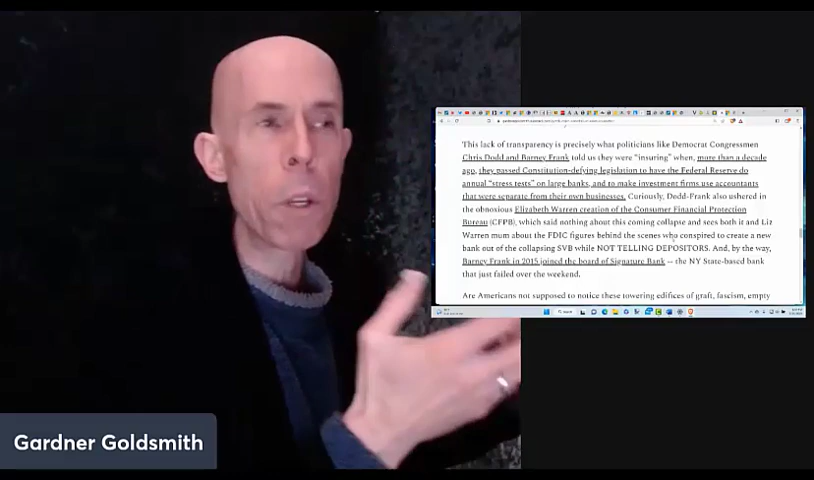 This lack of transparency is precisely what politicians like Democrat Congressmen
Chris Dodd and Barney Frank told us they were “insuring” when, more than a decade
ago, they passed Constitution-defying legislation to have the Federal Reserve do
annual “stress tests” on large banks, and to make investment firms use accountants
that were separate from their own businesses. Curiously, Dodd-Frank also ushered in
the obnoxious Elizabeth Warren creation of the Consumer Financial Protection
Bureau (CFPB), which said nothing about this coming collapse and sees both it and Liz
Warren mum about the FDIC figures behind the scenes who conspired to create a new
bank out of the collapsing SVB while NOT TELLING DEPOSITORS. And, by the way,
Barney Frank in 2015 joined the board of Signature Bank -- the NY State-based bank
that just failed over the weekend.
Are Americans not supposed to notice these towering edifices of graft, fascism, empty
Gardner Goldsmith